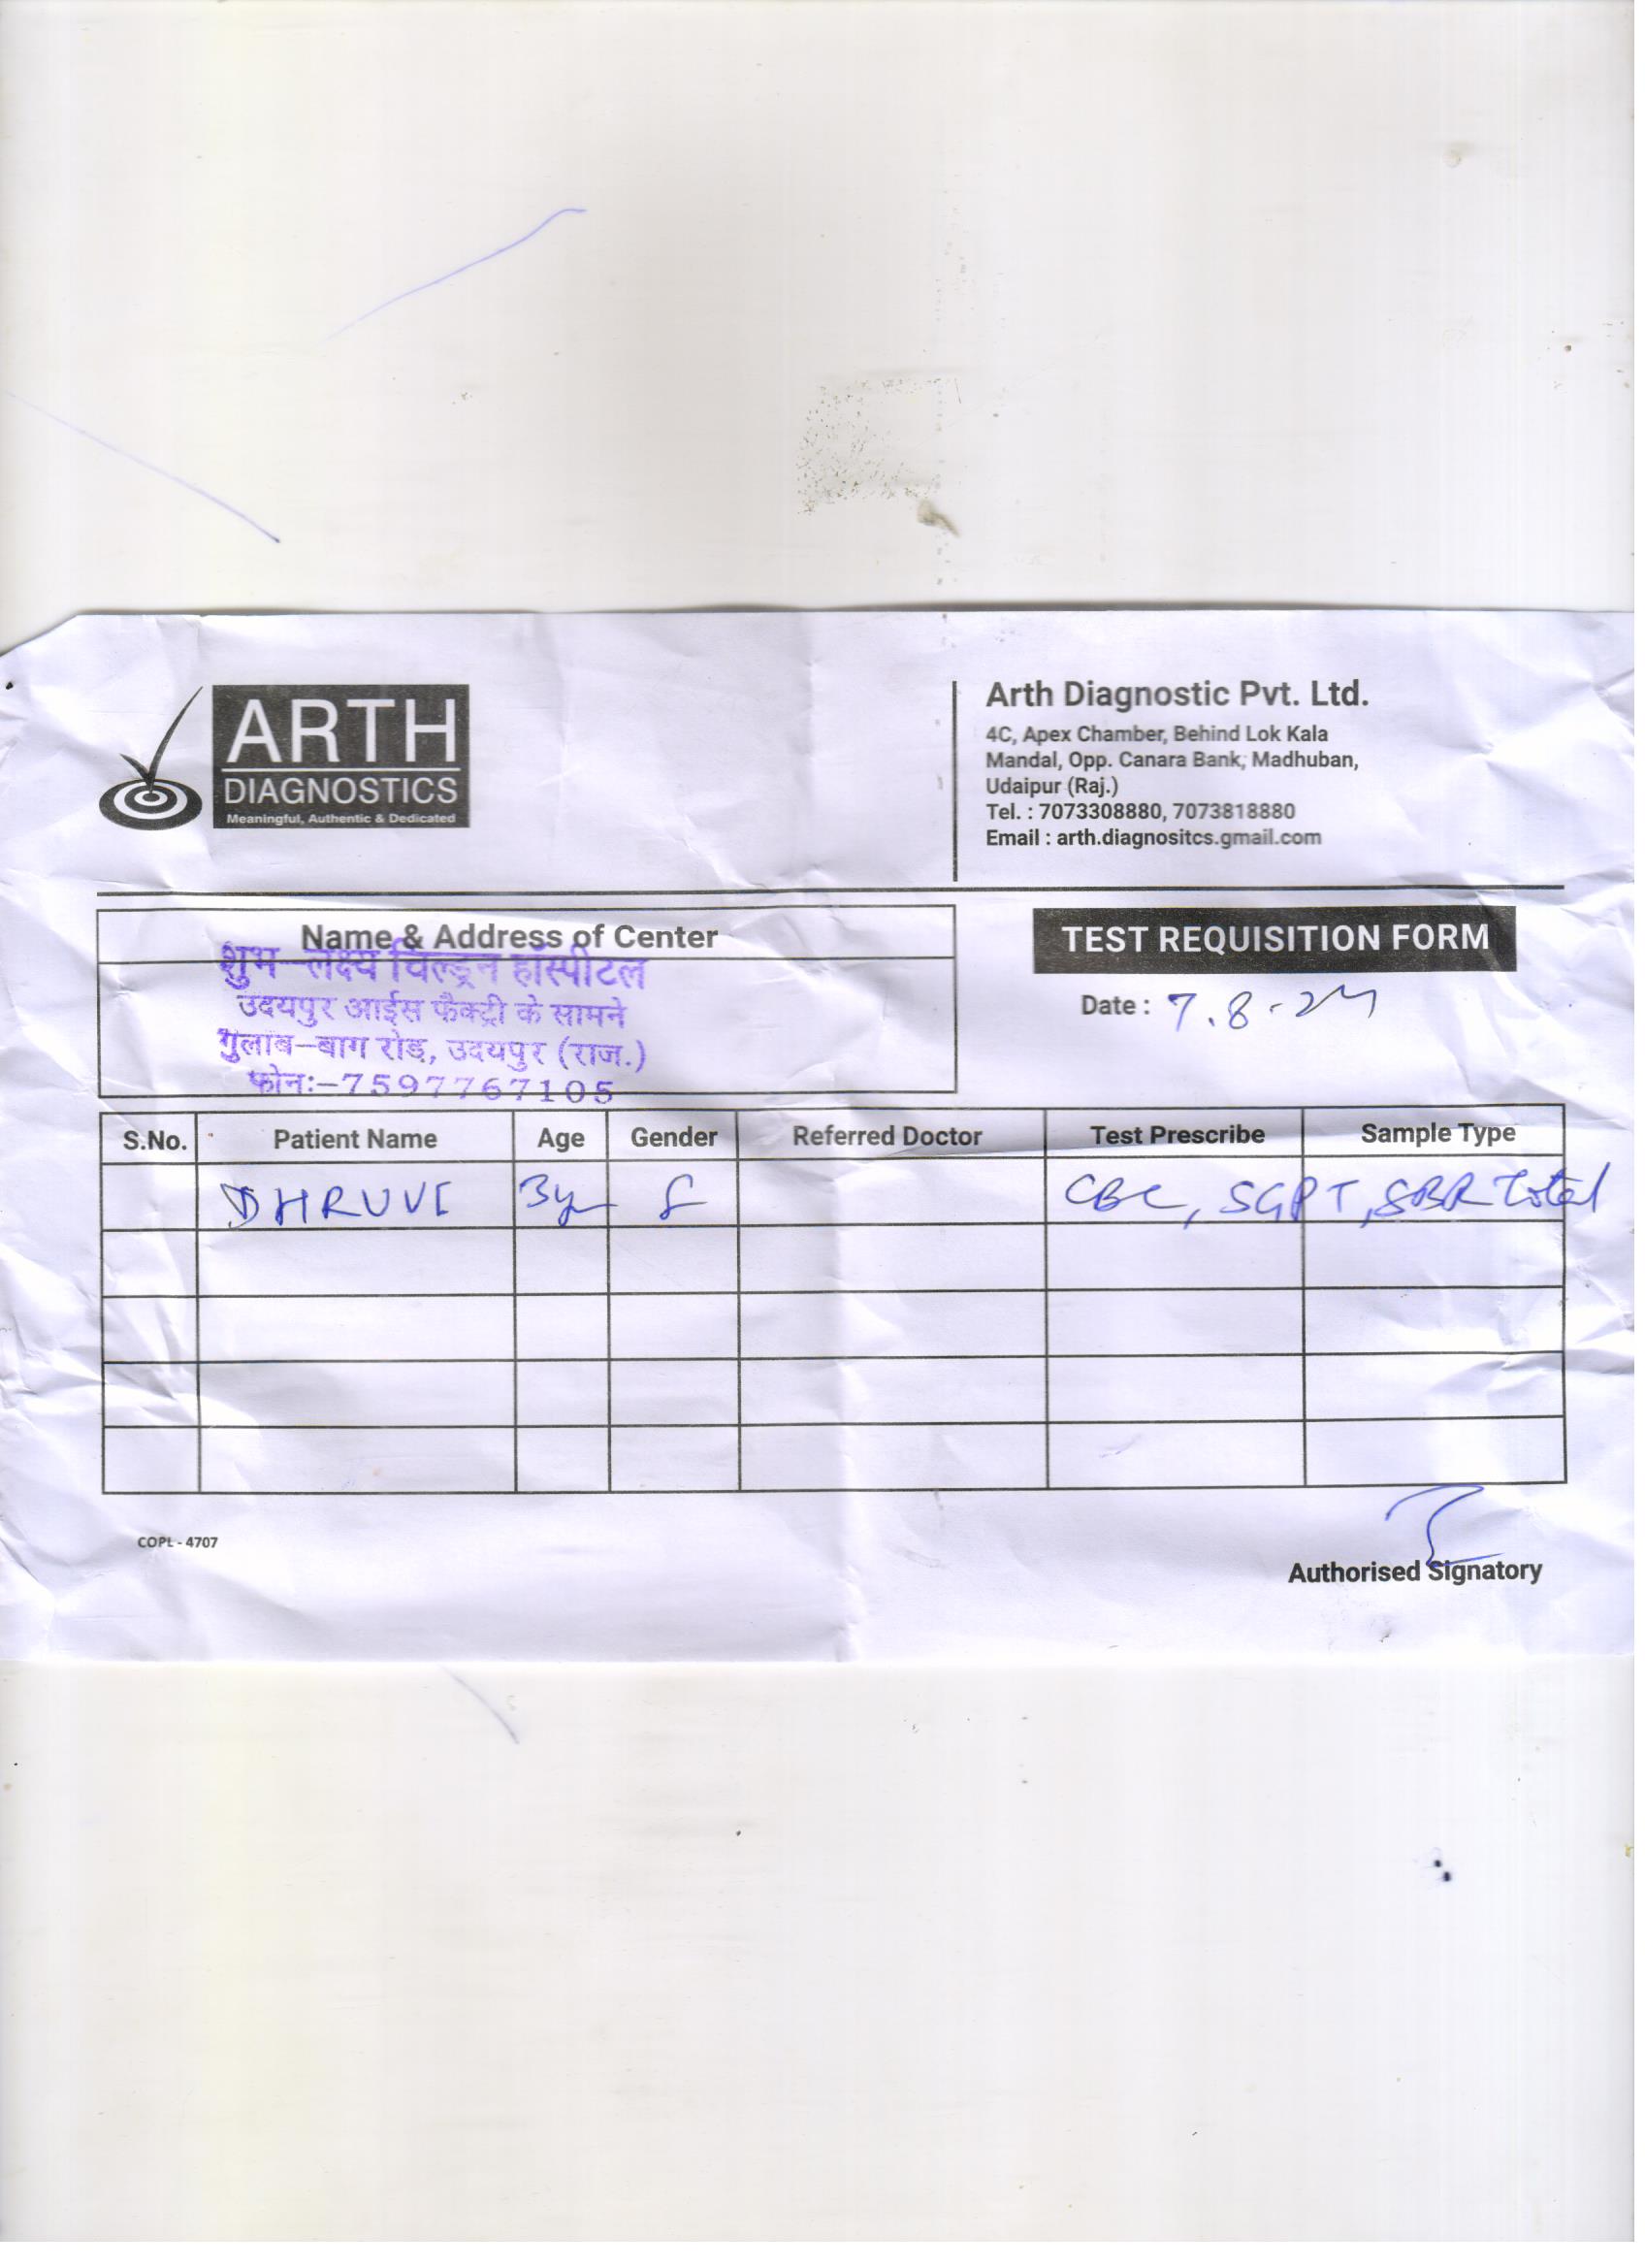 ARTH
DIAGNOSTICS
Meaningful, Authentic & Dedicated
Arth Diagnostic Pvt. Ltd.
4C, Apex Chamber, Behind Lok Kala
Mandal, Opp. Canara Bank, Madhuban,
Udaipur (Raj.)
Tel. : 7073308880, 7073818880
Email : arth.diagnositcs.gmail.com
Name & Address of Center
शुभ-लक्ष्य चिल्ड्रन हॉस्पीटल
उदयपुर आईस फैक्ट्री के सामने
गुलाब-बाग रोड, उदयपुर (राज.)
फोनः-7597767105
TEST REQUISITION FORM
Date : 7.8.24
S.No. Patient Name Age Gender Referred Doctor Test Prescribe Sample Type
DHRUVI 3y f CBC, SGPT, SBR Total
COPL - 4707
Authorised Signatory